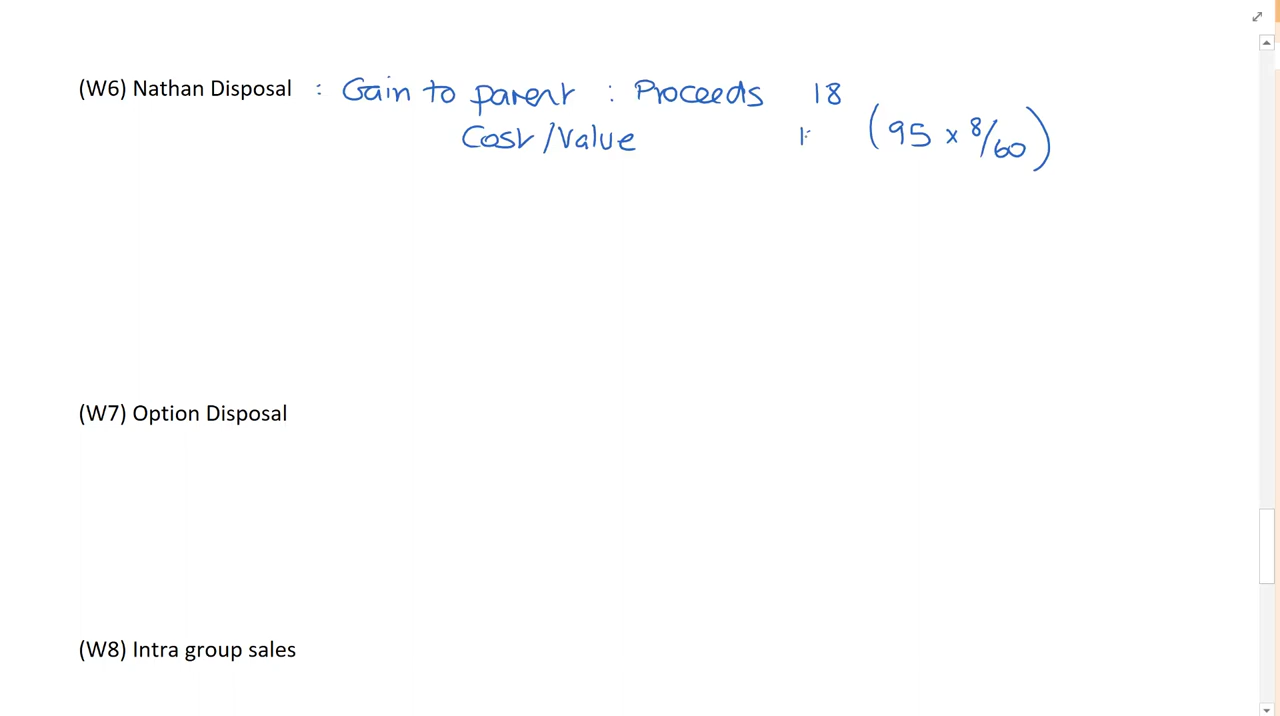 (W6) Nathan Disposal : Gain to parent : Proceeds 18
Cost/Value (95 x 8/60)
(W7) Option Disposal
(W8) Intra group sales